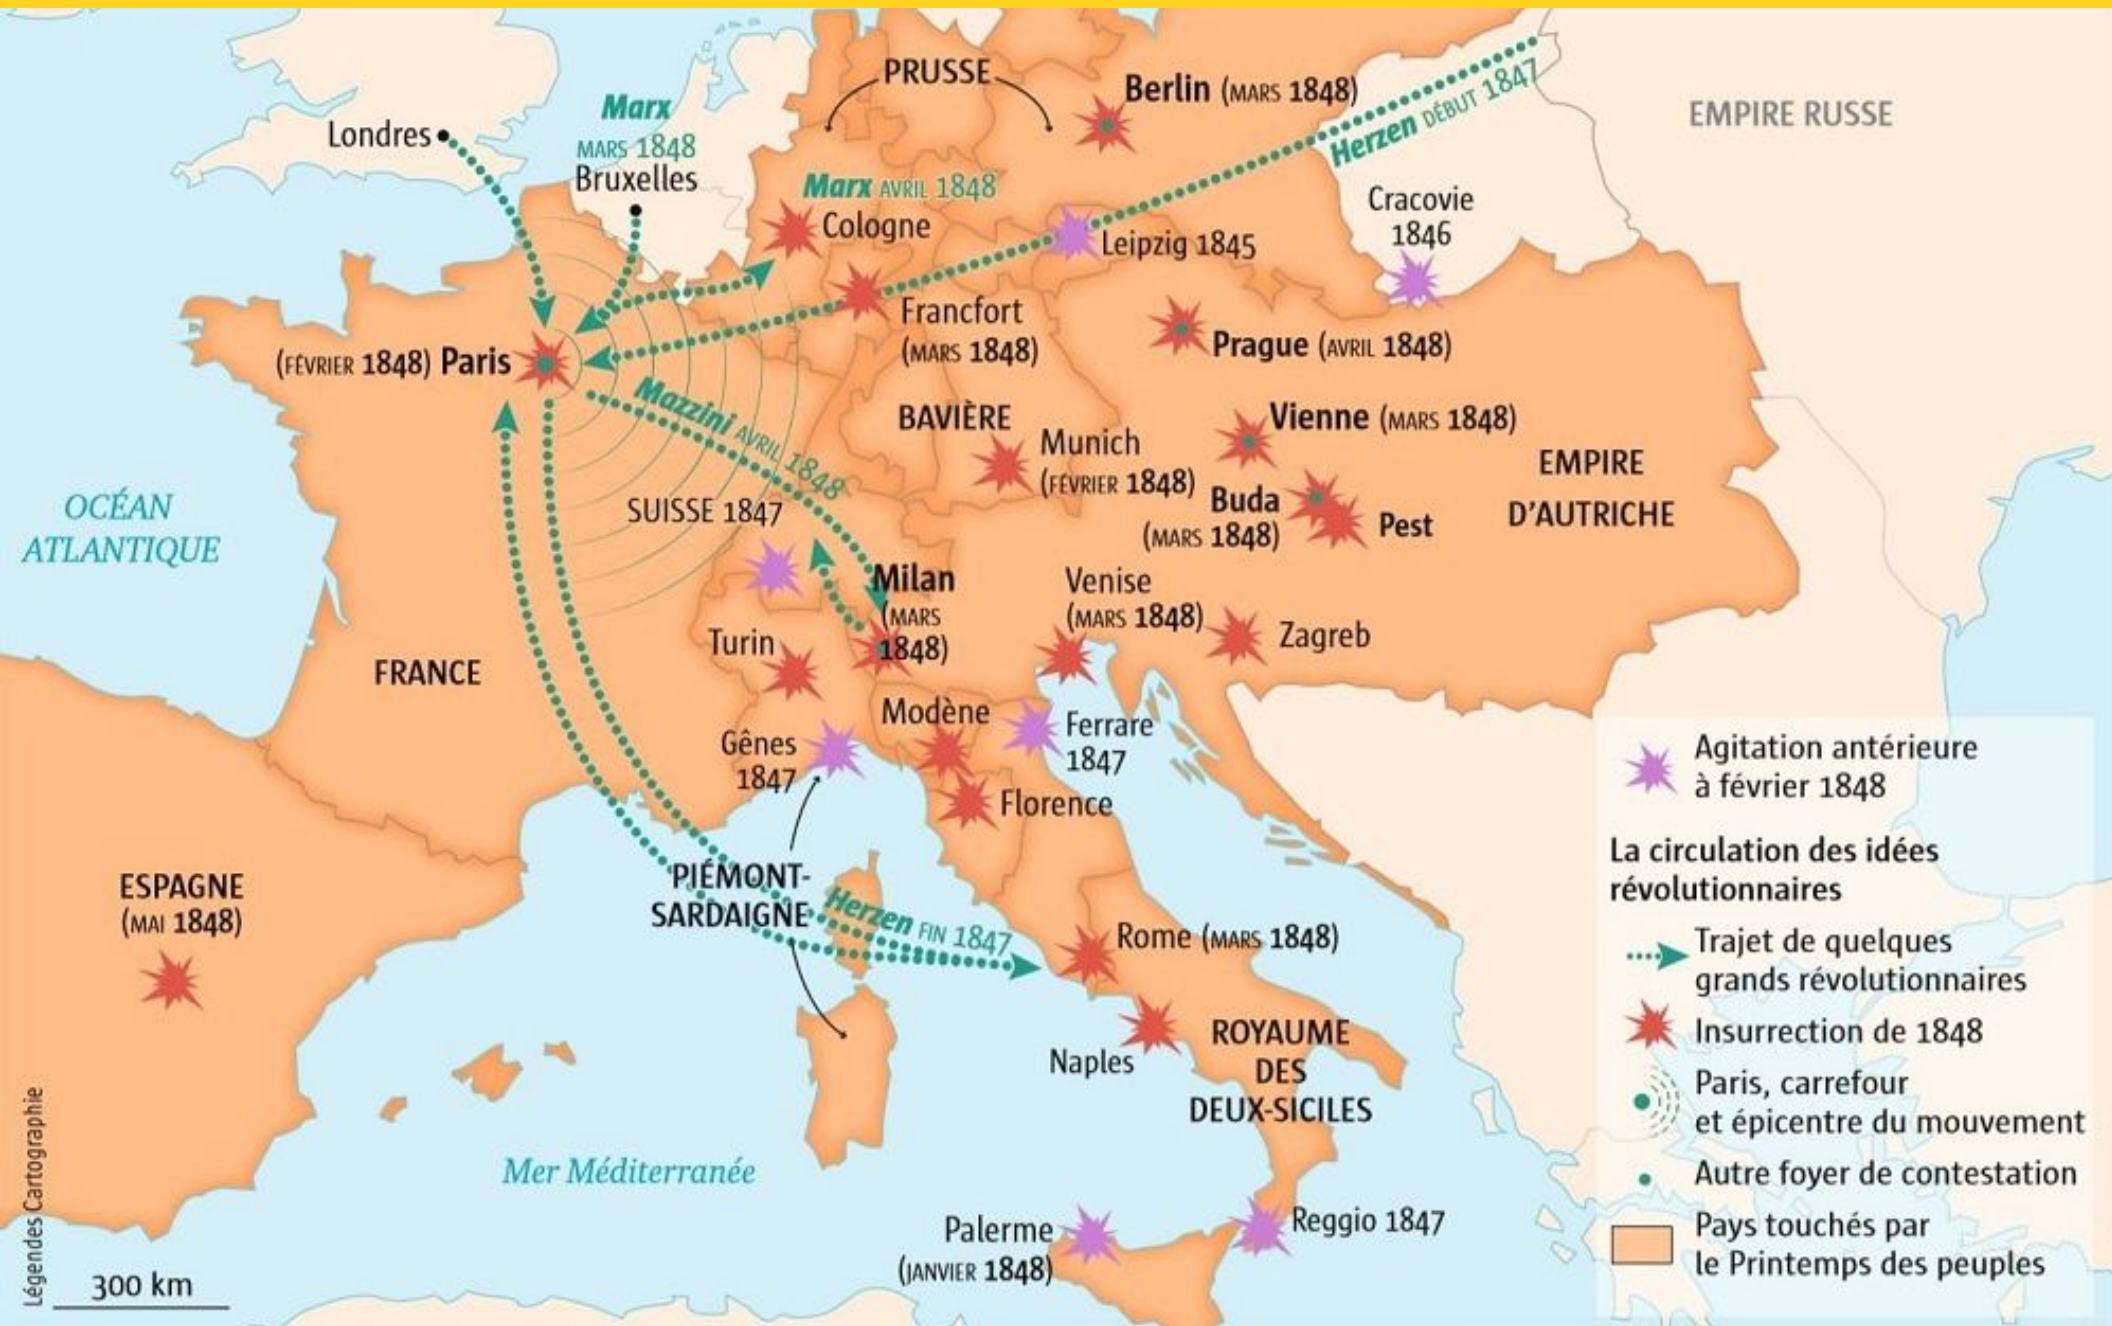 PRUSSE
Berlin (MARS 1848)
EMPIRE RUSSE
Herzen DÉBUT 1847
Londres
Marx
MARS 1848
Bruxelles
Marx AVRIL 1848
Cologne
Leipzig 1845
Cracovie
1846
Francfort
(MARS 1848)
Prague (AVRIL 1848)
(FÉVRIER 1848) Paris
Mazzini AVRIL 1848
BAVIÈRE
Munich
(FÉVRIER 1848)
Vienne (MARS 1848)
EMPIRE
D'AUTRICHE
Buda
(MARS 1848)
Pest
OCÉAN
ATLANTIQUE
SUISSE 1847
Milan
(MARS
1848)
Venise
(MARS 1848)
Zagreb
Turin
FRANCE
Modène
Gênes
1847
Ferrare
1847
Florence
PIÉMONT-
SARDAIGNE
Herzen FIN 1847
ESPAGNE
(MAI 1848)
Rome (MARS 1848)
Naples
ROYAUME
DES
DEUX-SICILES
Mer Méditerranée
Palerme
(JANVIER 1848)
Reggio 1847
Légendes Cartographie
300 km
Agitation antérieure
à février 1848
La circulation des idées
révolutionnaires
Trajet de quelques
grands révolutionnaires
Insurrection de 1848
Paris, carrefour
et épicentre du mouvement
Autre foyer de contestation
Pays touchés par
le Printemps des peuples